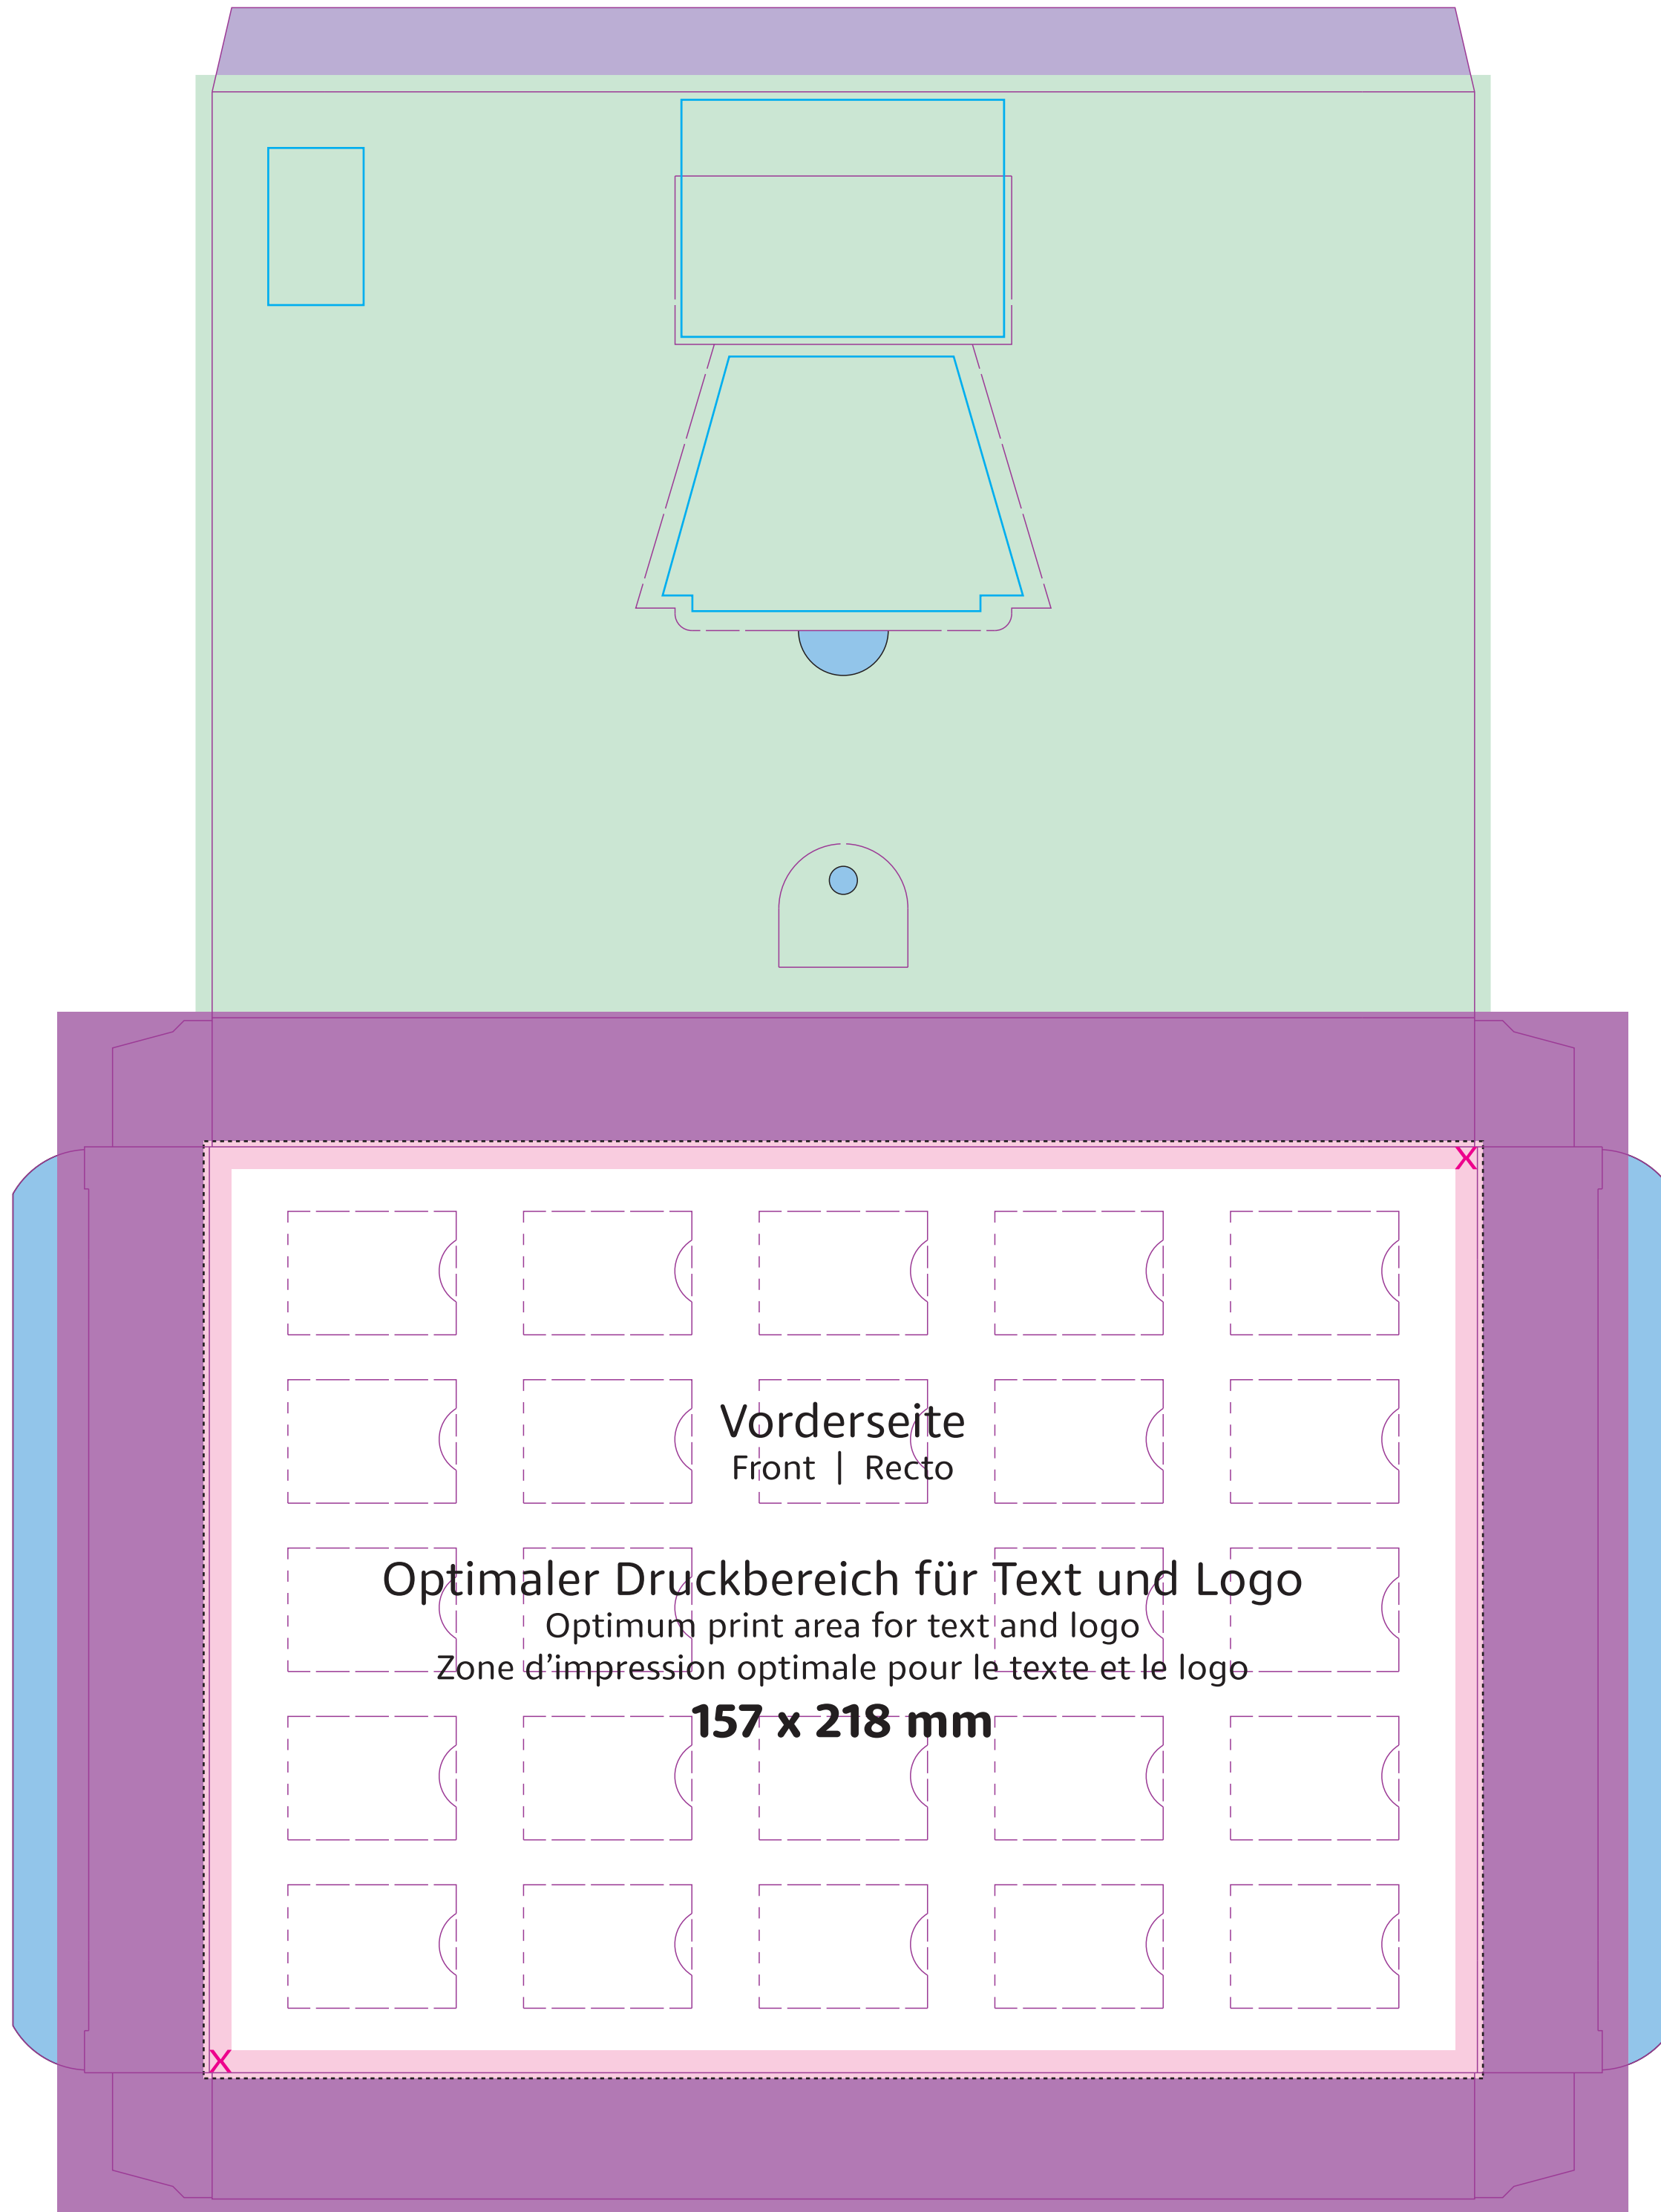 X
Vorderseite
Front | Recto
Optimaler Druckbereich für Text und Logo
Optimum print area for text and logo
Zone d’impression optimale pour le texte et le logo
157 x 218 mm
X